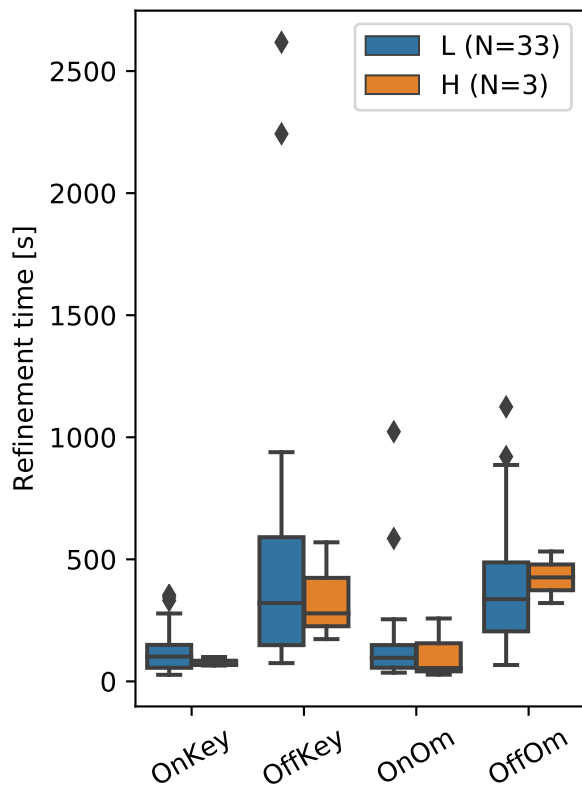 L (N=33)
H (N=3)
Refinement time [s]
2500
2000
1500
1000
500
0
OnKey
OffKey
OnOm
OffOm